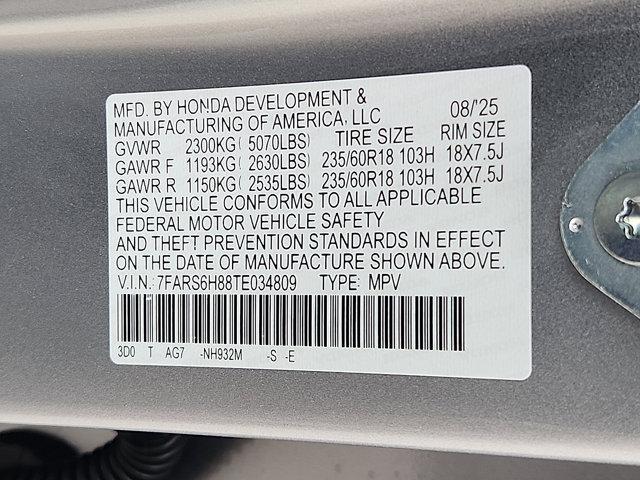 MFD. BY HONDA DEVELOPMENT & 08/'25
MANUFACTURING OF AMERICA, LLC
GVWR 2300KG( 5070LBS) TIRE SIZE RIM SIZE
GAWR F 1193KG( 2630LBS) 235/60R18 103H 18X7.5J
GAWR R 1150KG( 2535LBS) 235/60R18 103H 18X7.5J
THIS VEHICLE CONFORMS TO ALL APPLICABLE
FEDERAL MOTOR VEHICLE SAFETY
AND THEFT PREVENTION STANDARDS IN EFFECT
ON THE DATE OF MANUFACTURE SHOWN ABOVE.
V.I.N: 7FARS6H88TE034809 TYPE: MPV
3D0 T AG7 -NH932M -S -E